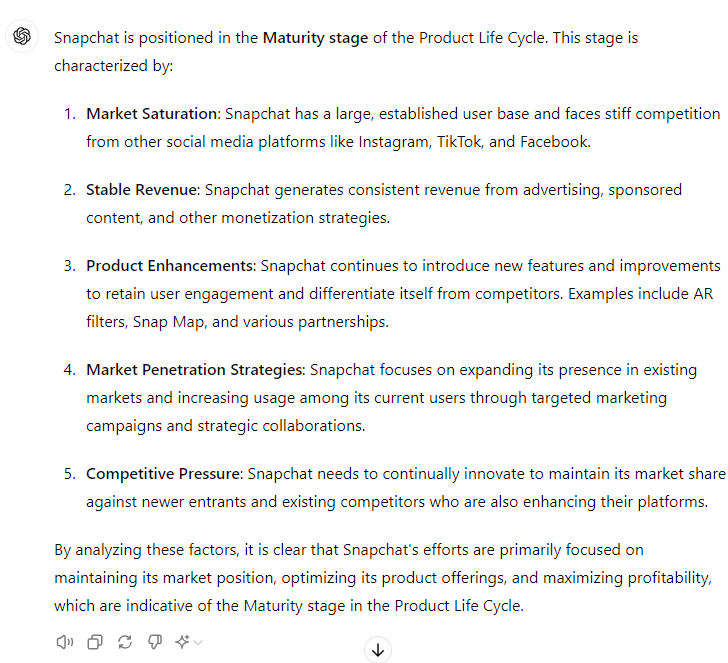 Snapchat is positioned in the Maturity stage of the Product Life Cycle. This stage is
characterized by:
1. Market Saturation: Snapchat has a large, established user base and faces stiff competition
from other social media platforms like Instagram, TikTok, and Facebook.
2. Stable Revenue: Snapchat generates consistent revenue from advertising, sponsored
content, and other monetization strategies.
3. Product Enhancements: Snapchat continues to introduce new features and improvements
to retain user engagement and differentiate itself from competitors. Examples include AR
filters, Snap Map, and various partnerships.
4. Market Penetration Strategies: Snapchat focuses on expanding its presence in existing
markets and increasing usage among its current users through targeted marketing
campaigns and strategic collaborations.
5. Competitive Pressure: Snapchat needs to continually innovate to maintain its market share
against newer entrants and existing competitors who are also enhancing their platforms.
By analyzing these factors, it is clear that Snapchat's efforts are primarily focused on
maintaining its market position, optimizing its product offerings, and maximizing profitability,
which are indicative of the Maturity stage in the Product Life Cycle.